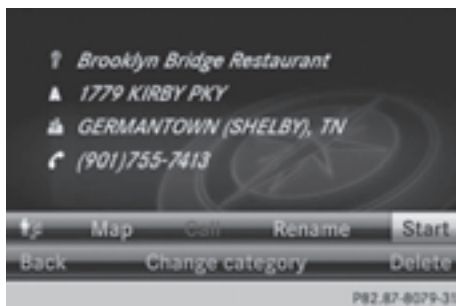 Brooklyn Bridge Restaurant
1779 KIRBY PKY
GERMANTOWN (SHELBY), TN
(901)755-7413
Map Call Rename Start
Back Change category Delete
P82.87-8079-31